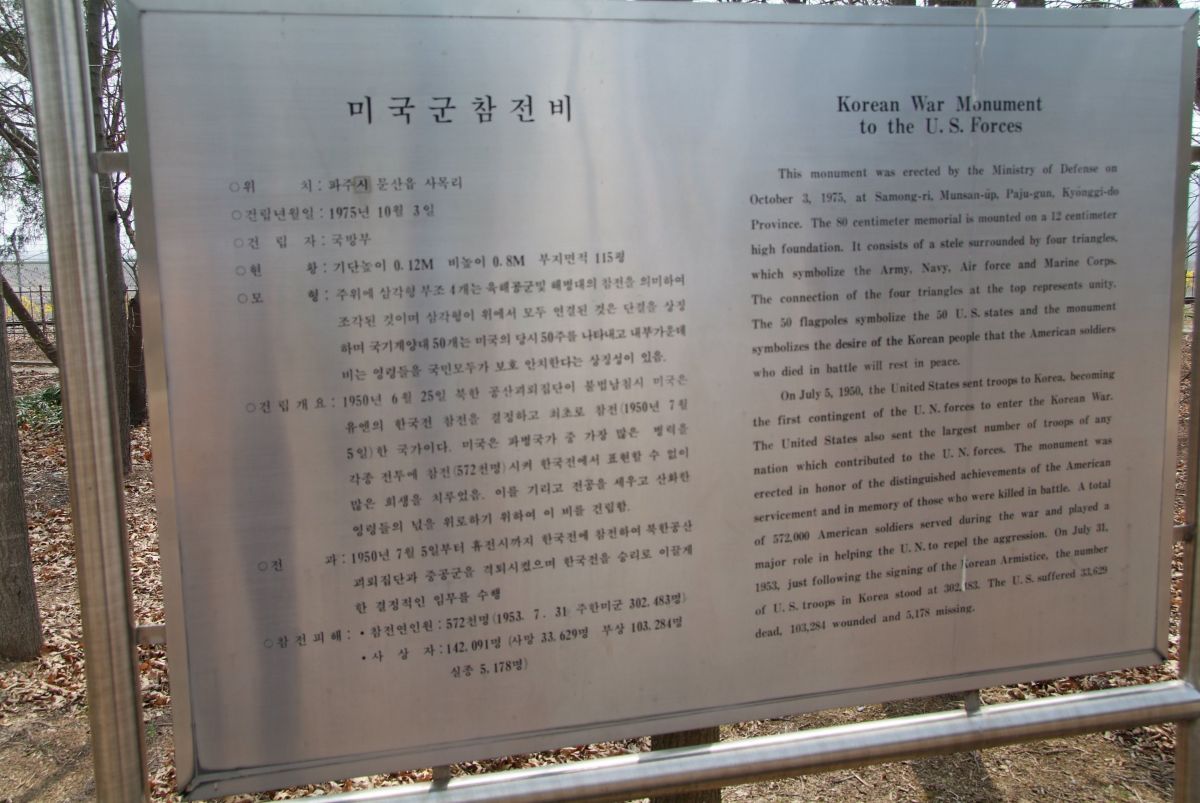 미국군참전비
○위 치 : 파주시 문산읍 사목리
○건립년월일 : 1975년 10월 3일
○건 립 자 : 국방부
○현 황 : 기단높이 0.12M 비높이 0.8M 부지면적 115평
○모 형 : 주위에 삼각형 부조 4개는 육해공군및 해병대의 참전을 의미하여
조각된 것이며 삼각형이 위에서 모두 연결된 것은 단결을 상징
하며 국기게양대 50개는 미국의 당시 50주를 나타내고 내부가운데
비는 영령들을 국민모두가 보호 안치한다는 상징성이 있음.
○건립개요 : 1950년 6월 25일 북한 공산괴뢰집단이 불법남침시 미국은
유엔의 한국전 참전을 결정하고 최초로 참전(1950년 7월
5일)한 국가이다. 미국은 파병국가 중 가장 많은 병력을
각종 전투에 참전(572천명)시켜 한국전에서 표현할 수 없이
많은 희생을 치루었음. 이를 기리고 전공을 세우고 산화한
영령들의 넋을 위로하기 위하여 이 비를 건립함.
○전 과 : 1950년 7월 5일부터 휴전시까지 한국전에 참전하여 북한공산
괴뢰집단과 중공군을 격퇴시켰으며 한국전을 승리로 이끌게
한 결정적인 임무를 수행
○참전피해 : • 참전연인원 : 572천명(1953. 7. 31) 주한미군 302.483명)
• 사 상 자 : 142.091명 (사망 33.629명 부상 103.284명
실종 5.178명)
Korean War Monument
to the U. S. Forces
This monument was erected by the Ministry of Defense on
October 3, 1975, at Samong-ri, Munsan-up, Paju-gun, Kyonggi-do
Province. The 80 centimeter memorial is mounted on a 12 centimeter
high foundation. It consists of a stele surrounded by four triangles,
which symbolize the Army, Navy, Air force and Marine Corps.
The connection of the four triangles at the top represents unity.
The 50 flagpoles symbolize the 50 U. S. states and the monument
symbolizes the desire of the Korean people that the American soldiers
who died in battle will rest in peace.
On July 5, 1950, the United States sent troops to Korea, becoming
the first contingent of the U. N. forces to enter the Korean War.
The United States also sent the largest number of troops of any
nation which contributed to the U. N. forces. The monument was
erected in honor of the distinguished achievements of the American
servicement and in memory of those who were killed in battle. A total
of 572,000 American soldiers served during the war and played a
major role in helping the U. N. to repel the aggression. On July 31,
1953, just following the signing of the Korean Armistice, the number
of U. S. troops in Korea stood at 302,483. The U. S. suffered 33,629
dead, 103,284 wounded and 5,178 missing.